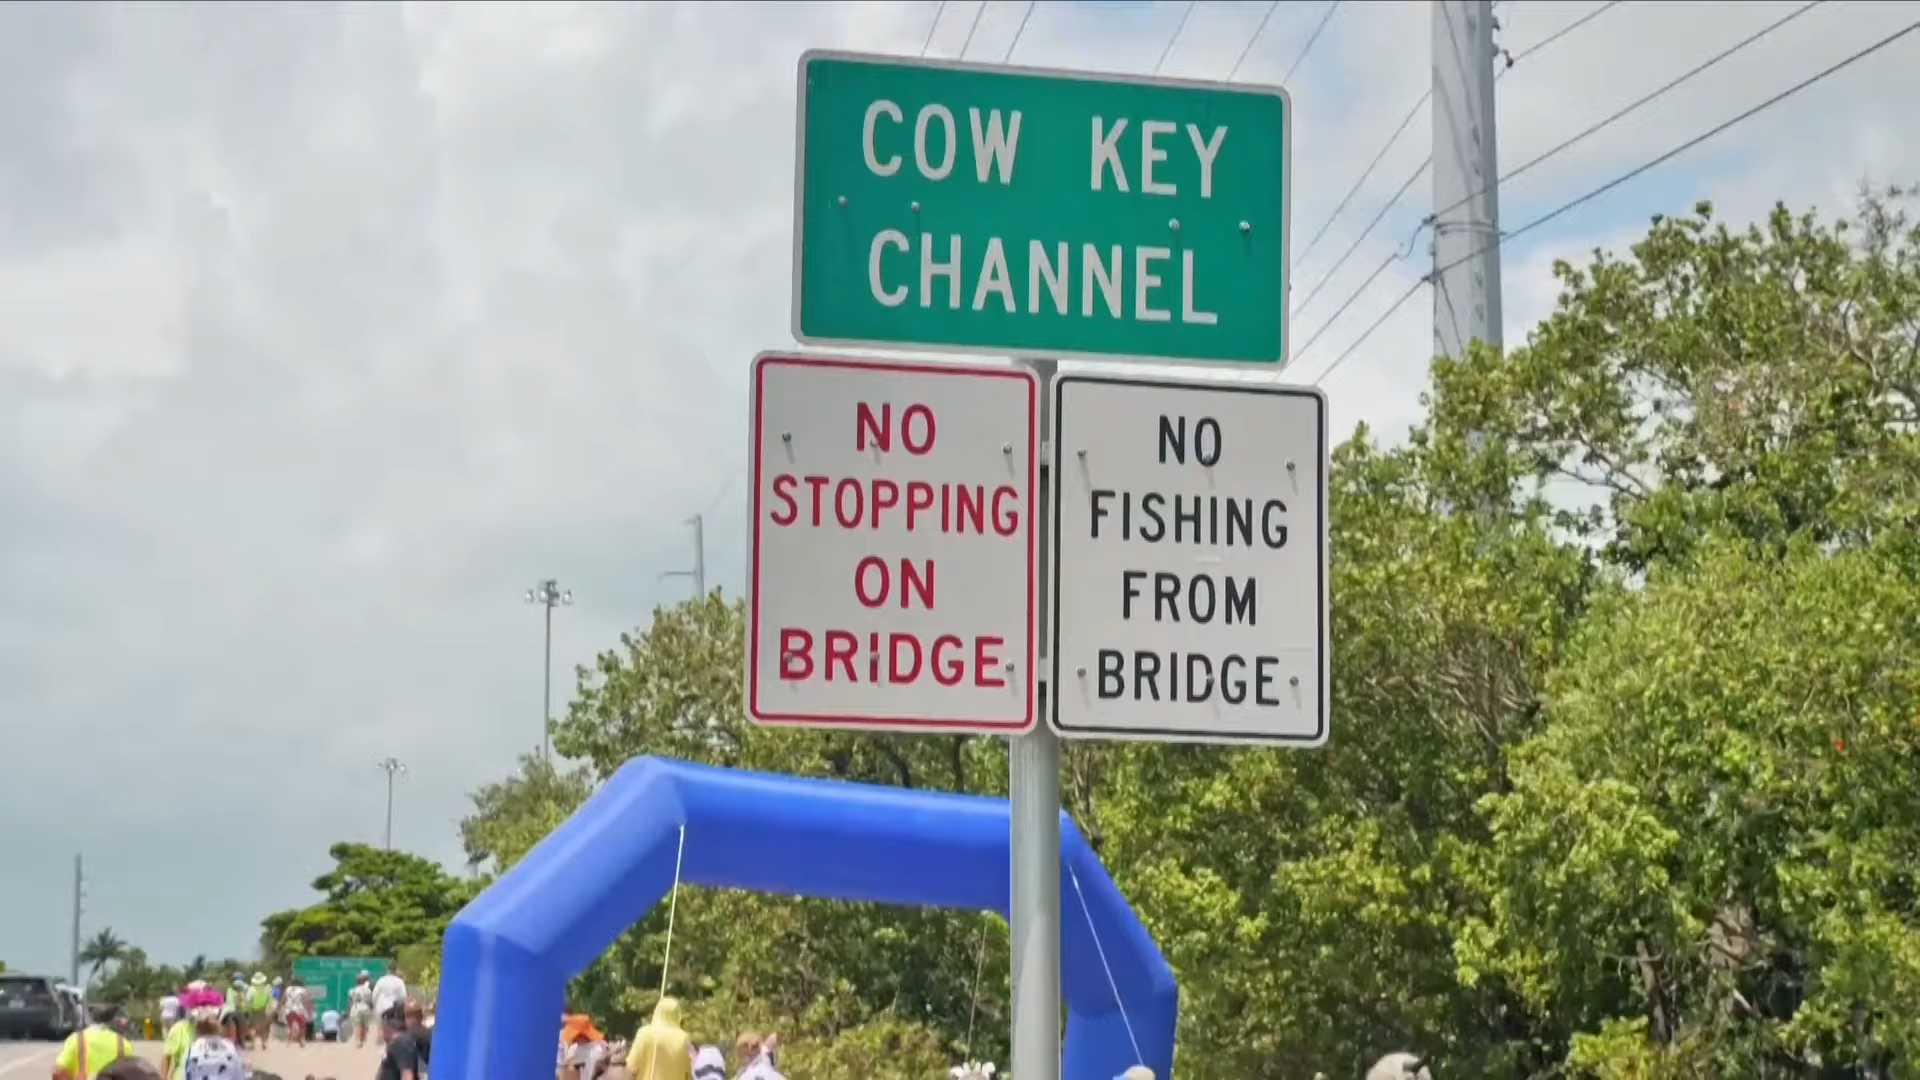 COW KEY
CHANNEL
NO
STOPPING
ON
BRIDGE
NO
FISHING
FROM
BRIDGE